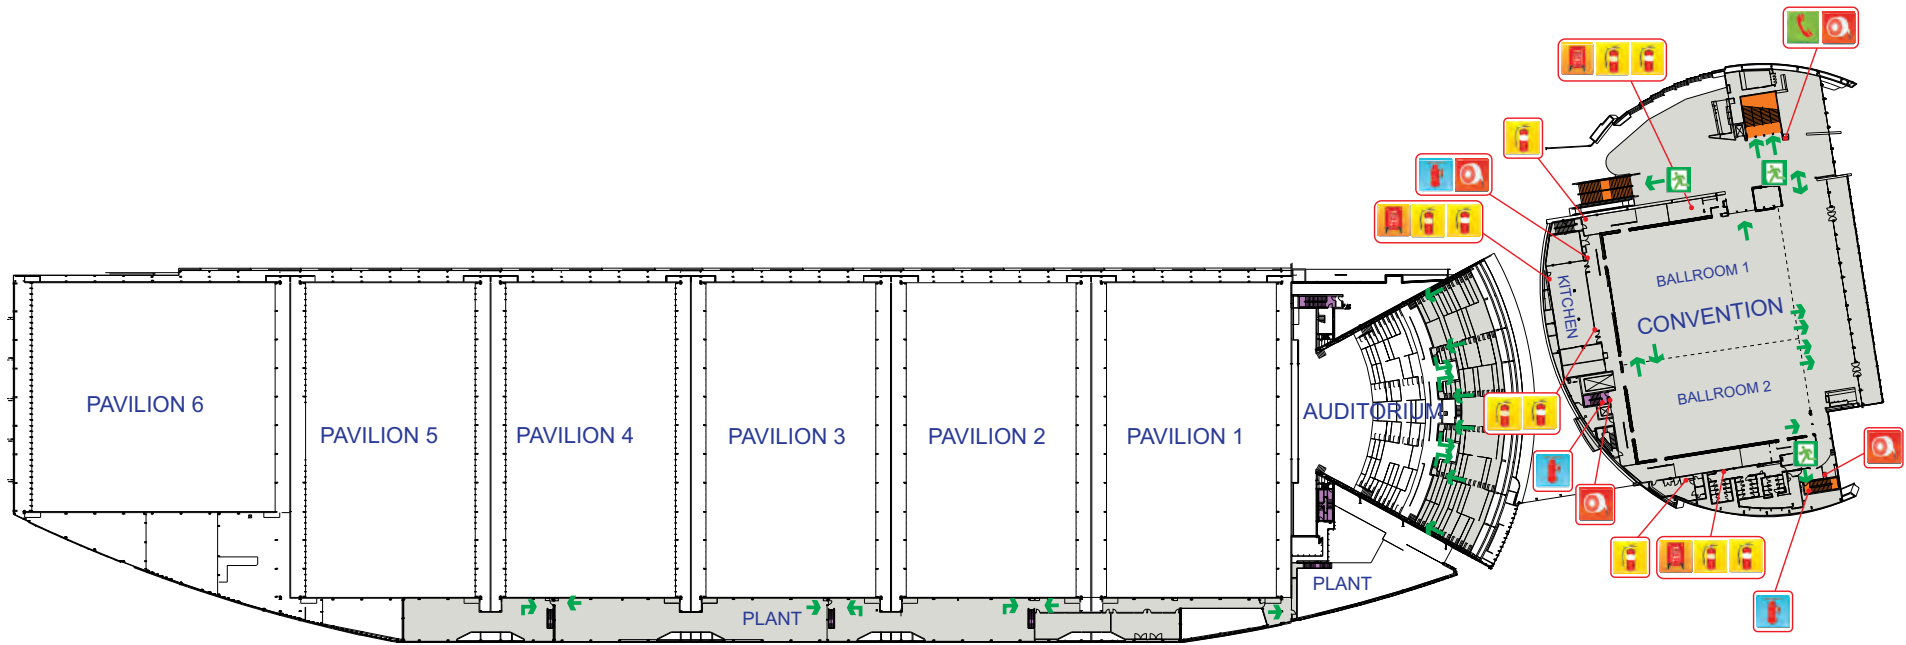 PAVILION 6
PAVILION 5
PAVILION 4
PAVILION 3
PAVILION 2
PAVILION 1
AUDITORIUM
PLANT
PLANT
KITCHEN
BALLROOM 1
CONVENTION
BALLROOM 2